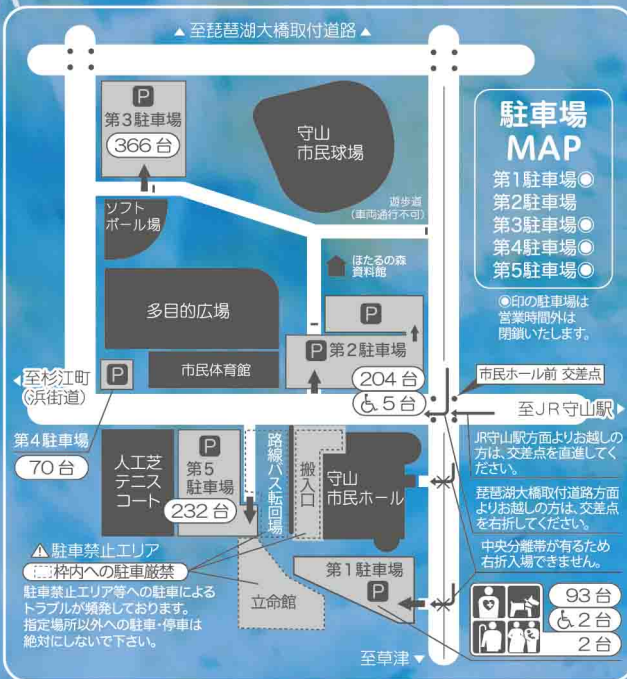 ▲至琵琶湖大橋取付道路▲
P
第3駐車場
366台
守山
市民球場
駐車場
MAP
第1駐車場◉
第2駐車場
第3駐車場◉
第4駐車場◉
第5駐車場◉
◉印の駐車場は
営業時間外は
閉鎖いたします。
遊歩道
(車両通行不可)
ソフト
ボール場
ほたるの森
資料館
多目的広場
P
P 第2駐車場
204台
5台
市民体育館
P
至杉江町
(浜街道)
市民ホール前 交差点
至JR守山駅
第4駐車場
70台
人工芝
テニス
コート
P
第5
駐車場
232台
路線バス転回場
搬入口
守山
市民ホール
JR守山駅方面よりお越しの
方は、交差点を直進してく
ださい。
琵琶湖大橋取付道路方面
よりお越しの方は、交差点
を右折してください。
中央分離帯が有るため
右折入場できません。
⚠駐車禁止エリア
枠内への駐車厳禁
駐車禁止エリア等への駐車による
トラブルが頻発しております。
指定場所以外への駐車・停車は
絶対にしないで下さい。
立命館
第1駐車場
P
93台
2台
2台
至草津▼